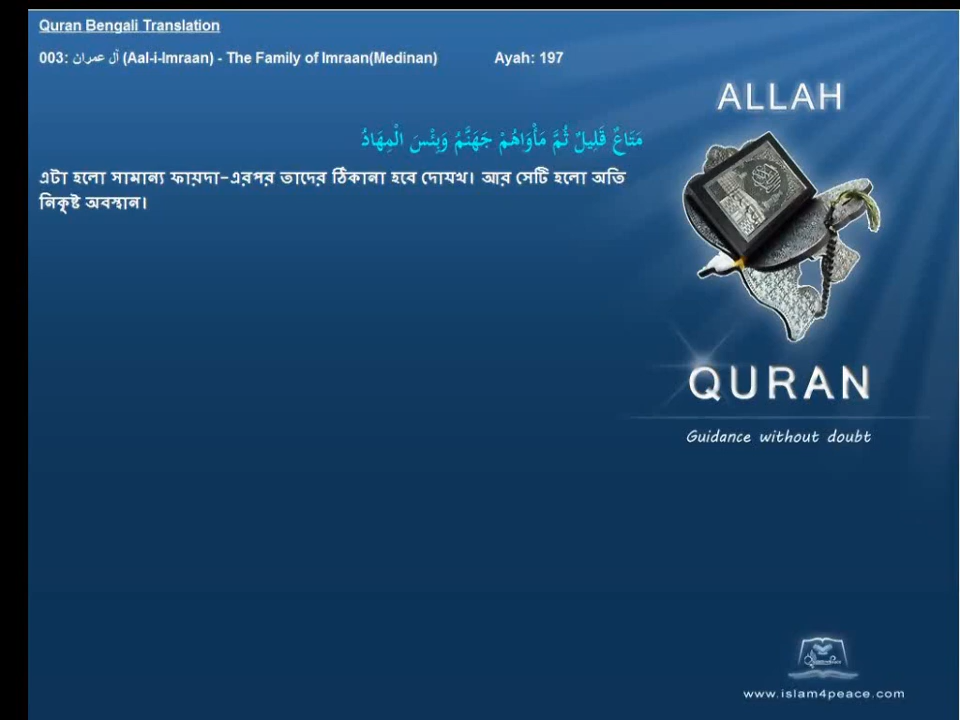 Quran Bengali Translation
003: آل عمران (Aal-i-Imraan) - The Family of Imraan(Medinan) Ayah: 197
مَتَاعٌ قَلِيلٌ ثُمَّ مَأْوَاهُمْ جَهَنَّمُ وَبِئْسَ الْمِهَادُ
এটা হলো সামান্য ফায়দা-এরপর তাদের ঠিকানা হবে দোযখ। আর সেটি হলো অতি
নিকৃষ্ট অবস্থান।
ALLAH
QURAN
Guidance without doubt
www.islam4peace.com